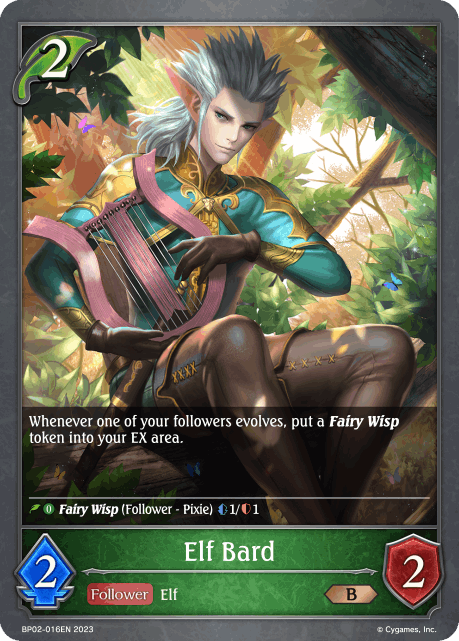 2
Whenever one of your followers evolves, put a Fairy Wisp
token into your EX area.
0 Fairy Wisp (Follower - Pixie) 1/1
Elf Bard
2
Follower Elf
B
2
BP02-016EN 2023
© Cygames, Inc.